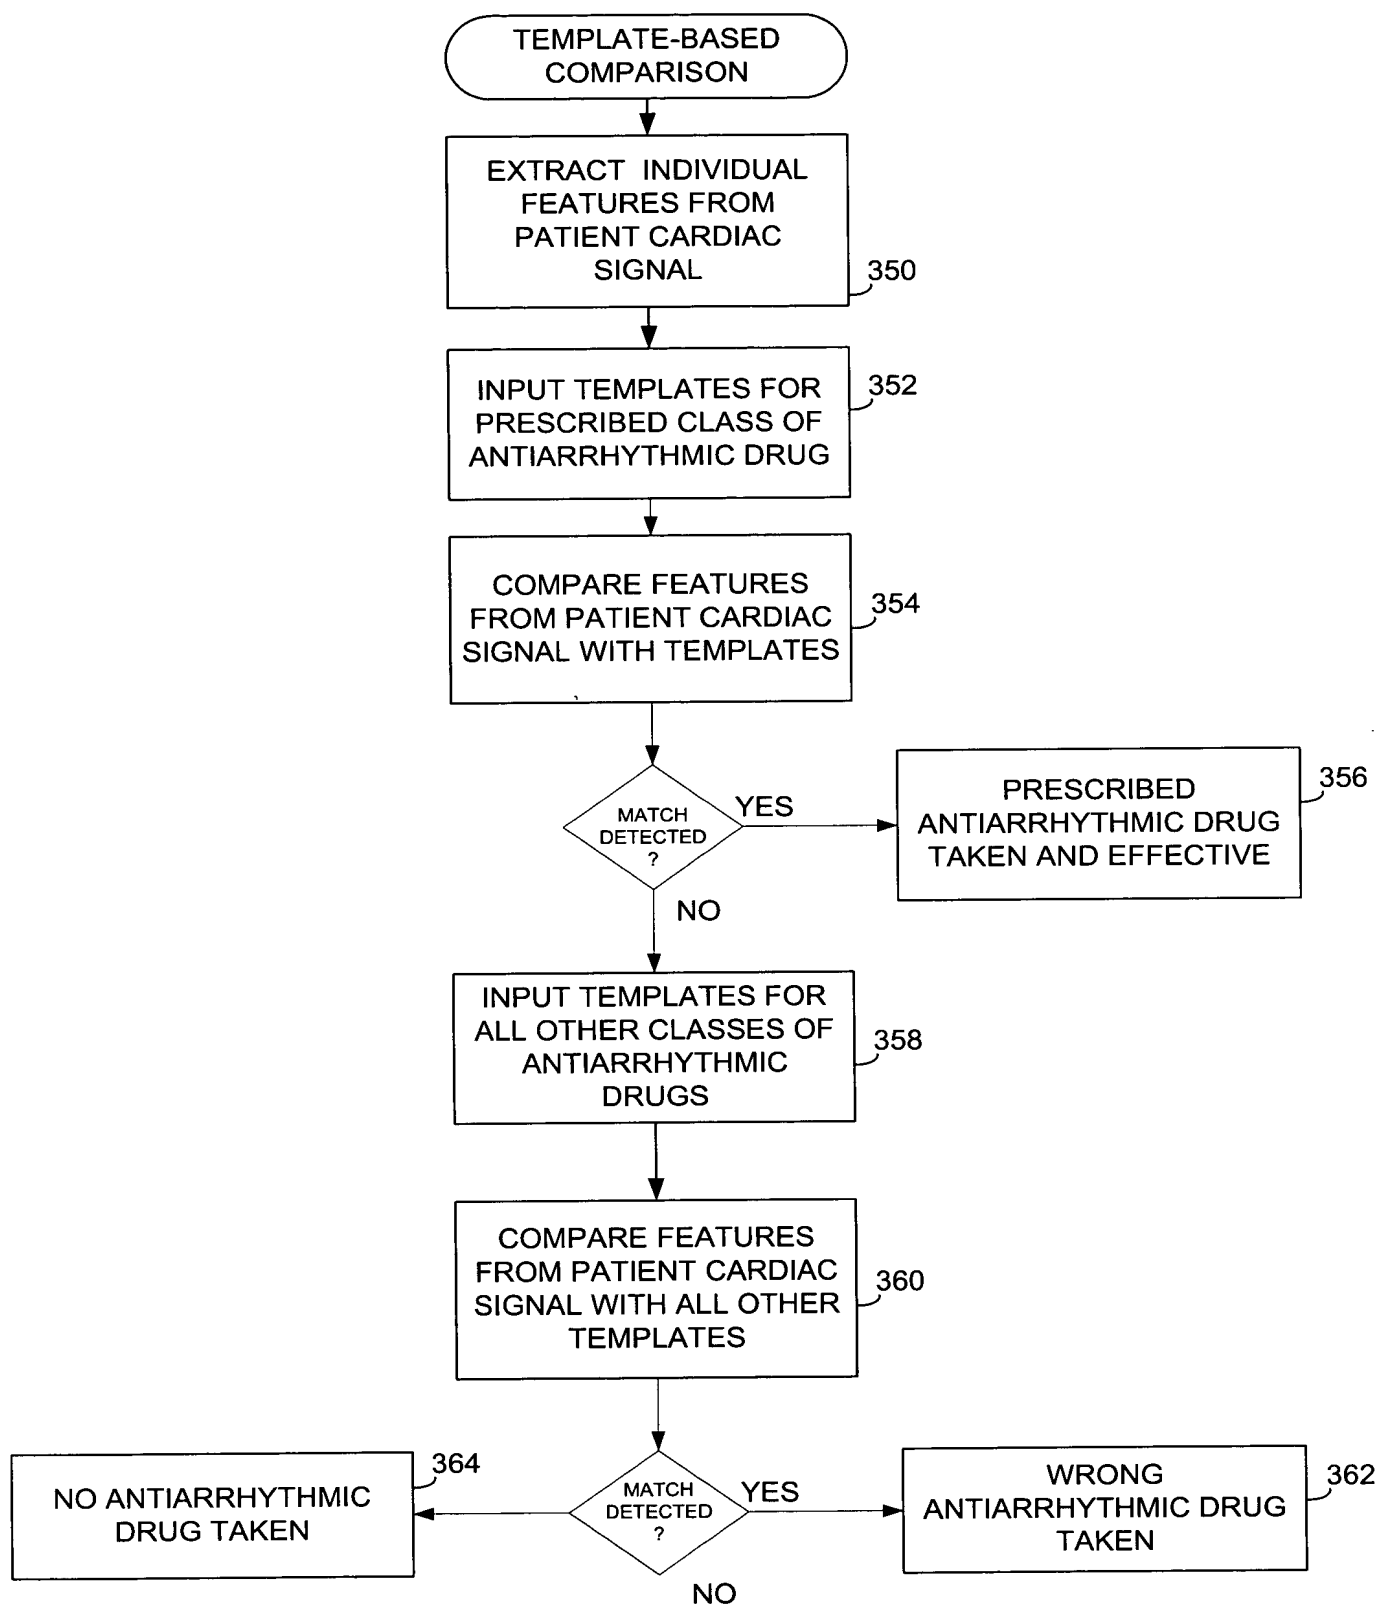 TEMPLATE-BASED
COMPARISON
EXTRACT INDIVIDUAL
FEATURES FROM
PATIENT CARDIAC
SIGNAL
350
INPUT TEMPLATES FOR
PRESCRIBED CLASS OF
ANTIARRHYTHMIC DRUG
352
COMPARE FEATURES
FROM PATIENT CARDIAC
SIGNAL WITH TEMPLATES
354
MATCH
DETECTED
?
YES
NO
PRESCRIBED
ANTIARRHYTHMIC DRUG
TAKEN AND EFFECTIVE
356
INPUT TEMPLATES FOR
ALL OTHER CLASSES OF
ANTIARRHYTHMIC
DRUGS
358
COMPARE FEATURES
FROM PATIENT CARDIAC
SIGNAL WITH ALL OTHER
TEMPLATES
360
NO ANTIARRHYTHMIC
DRUG TAKEN
364
MATCH
DETECTED
?
YES
NO
WRONG
ANTIARRHYTHMIC DRUG
TAKEN
362